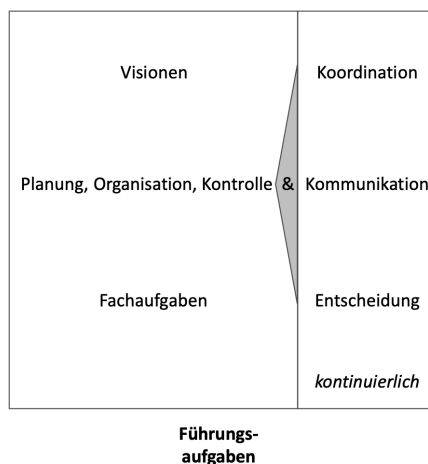 Visionen
Koordination
Planung, Organisation, Kontrolle & Kommunikation
Fachaufgaben
Entscheidung
kontinuierlich
Führungs-
aufgaben